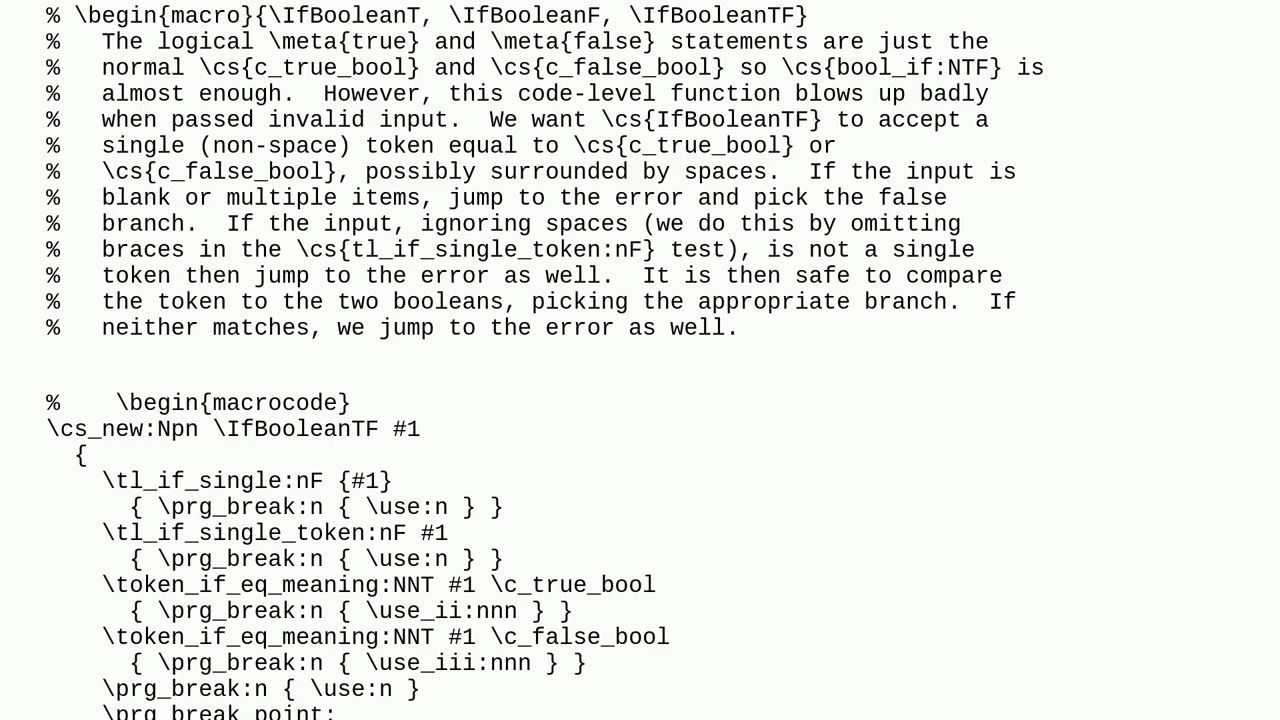 % \begin{macro}{\IfBooleanT, \IfBooleanF, \IfBooleanTF}
%   The logical \meta{true} and \meta{false} statements are just the
%   normal \cs{c_true_bool} and \cs{c_false_bool} so \cs{bool_if:NTF} is
%   almost enough.  However, this code-level function blows up badly
%   when passed invalid input.  We want \cs{IfBooleanTF} to accept a
%   single (non-space) token equal to \cs{c_true_bool} or
%   \cs{c_false_bool}, possibly surrounded by spaces.  If the input is
%   blank or multiple items, jump to the error and pick the false
%   branch.  If the input, ignoring spaces (we do this by omitting
%   braces in the \cs{tl_if_single_token:nF} test), is not a single
%   token then jump to the error as well.  It is then safe to compare
%   the token to the two booleans, picking the appropriate branch.  If
%   neither matches, we jump to the error as well.
%    \begin{macrocode}
\cs_new:Npn \IfBooleanTF #1
  {
    \tl_if_single:nF {#1}
      { \prg_break:n { \use:n } }
    \tl_if_single_token:nF #1
      { \prg_break:n { \use:n } }
    \token_if_eq_meaning:NNT #1 \c_true_bool
      { \prg_break:n { \use_ii:nnn } }
    \token_if_eq_meaning:NNT #1 \c_false_bool
      { \prg_break:n { \use_iii:nnn } }
    \prg_break:n { \use:n }
    \prg_break_point: